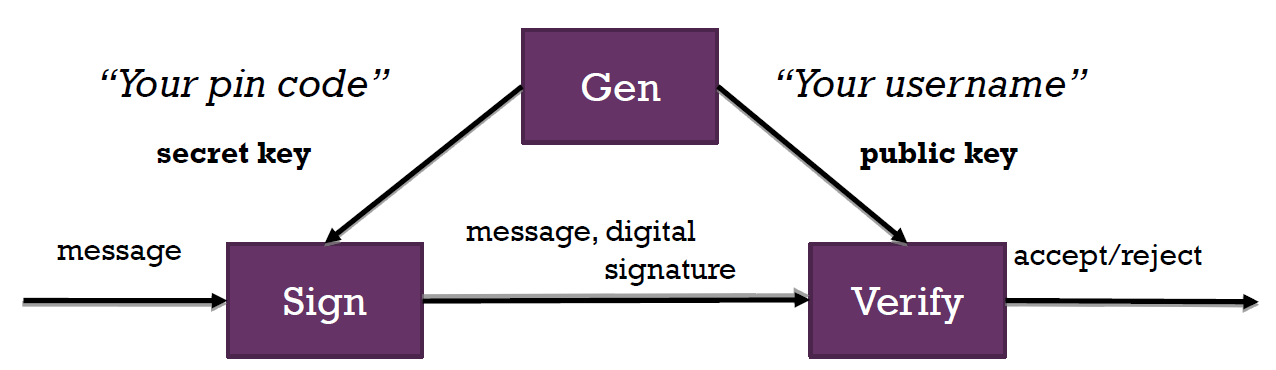 “Your pin code”
Gen
“Your username”
secret key
public key
message
message, digital
signature
accept/reject
Sign
Verify